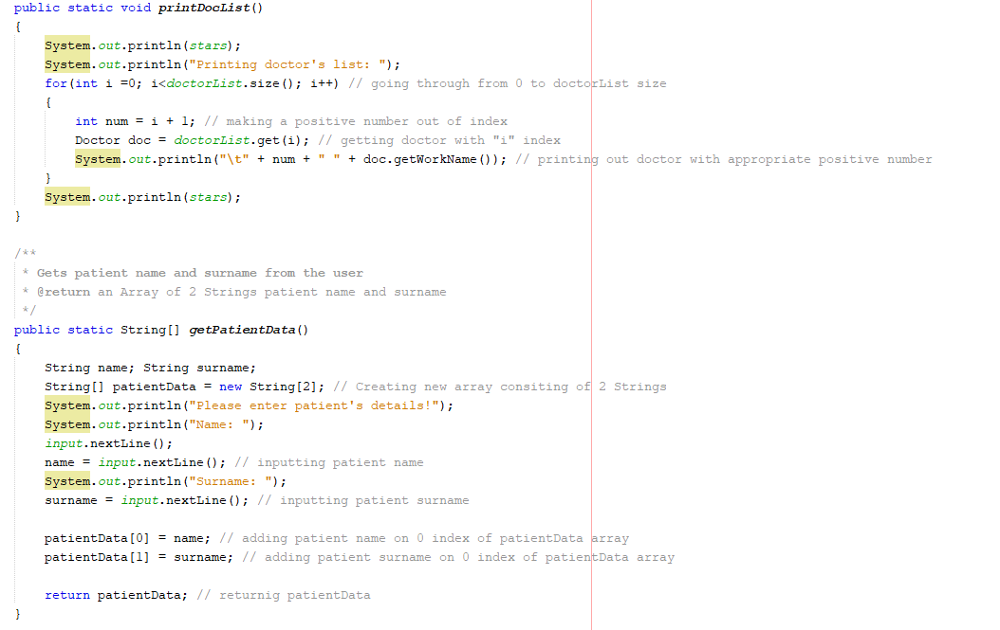 public static void printDocList()
{
    System.out.println(stars);
    System.out.println("Printing doctor's list: ");
    for(int i =0; i<doctorList.size(); i++) // going through from 0 to doctorList size
    {
        int num = i + 1; // making a positive number out of index
        Doctor doc = doctorList.get(i); // getting doctor with "i" index
        System.out.println("\t" + num + " " + doc.getWorkName()); // printing out doctor with appropriate positive number
    }
    System.out.println(stars);
}

/**
 * Gets patient name and surname from the user
 * @return an Array of 2 Strings patient name and surname
 */
public static String[] getPatientData()
{
    String name; String surname;
    String[] patientData = new String[2]; // Creating new array consiting of 2 Strings
    System.out.println("Please enter patient's details!");
    System.out.println("Name: ");
    input.nextLine();
    name = input.nextLine(); // inputting patient name
    System.out.println("Surname: ");
    surname = input.nextLine(); // inputting patient surname

    patientData[0] = name; // adding patient name on 0 index of patientData array
    patientData[1] = surname; // adding patient surname on 0 index of patientData array

    return patientData; // returnig patientData
}